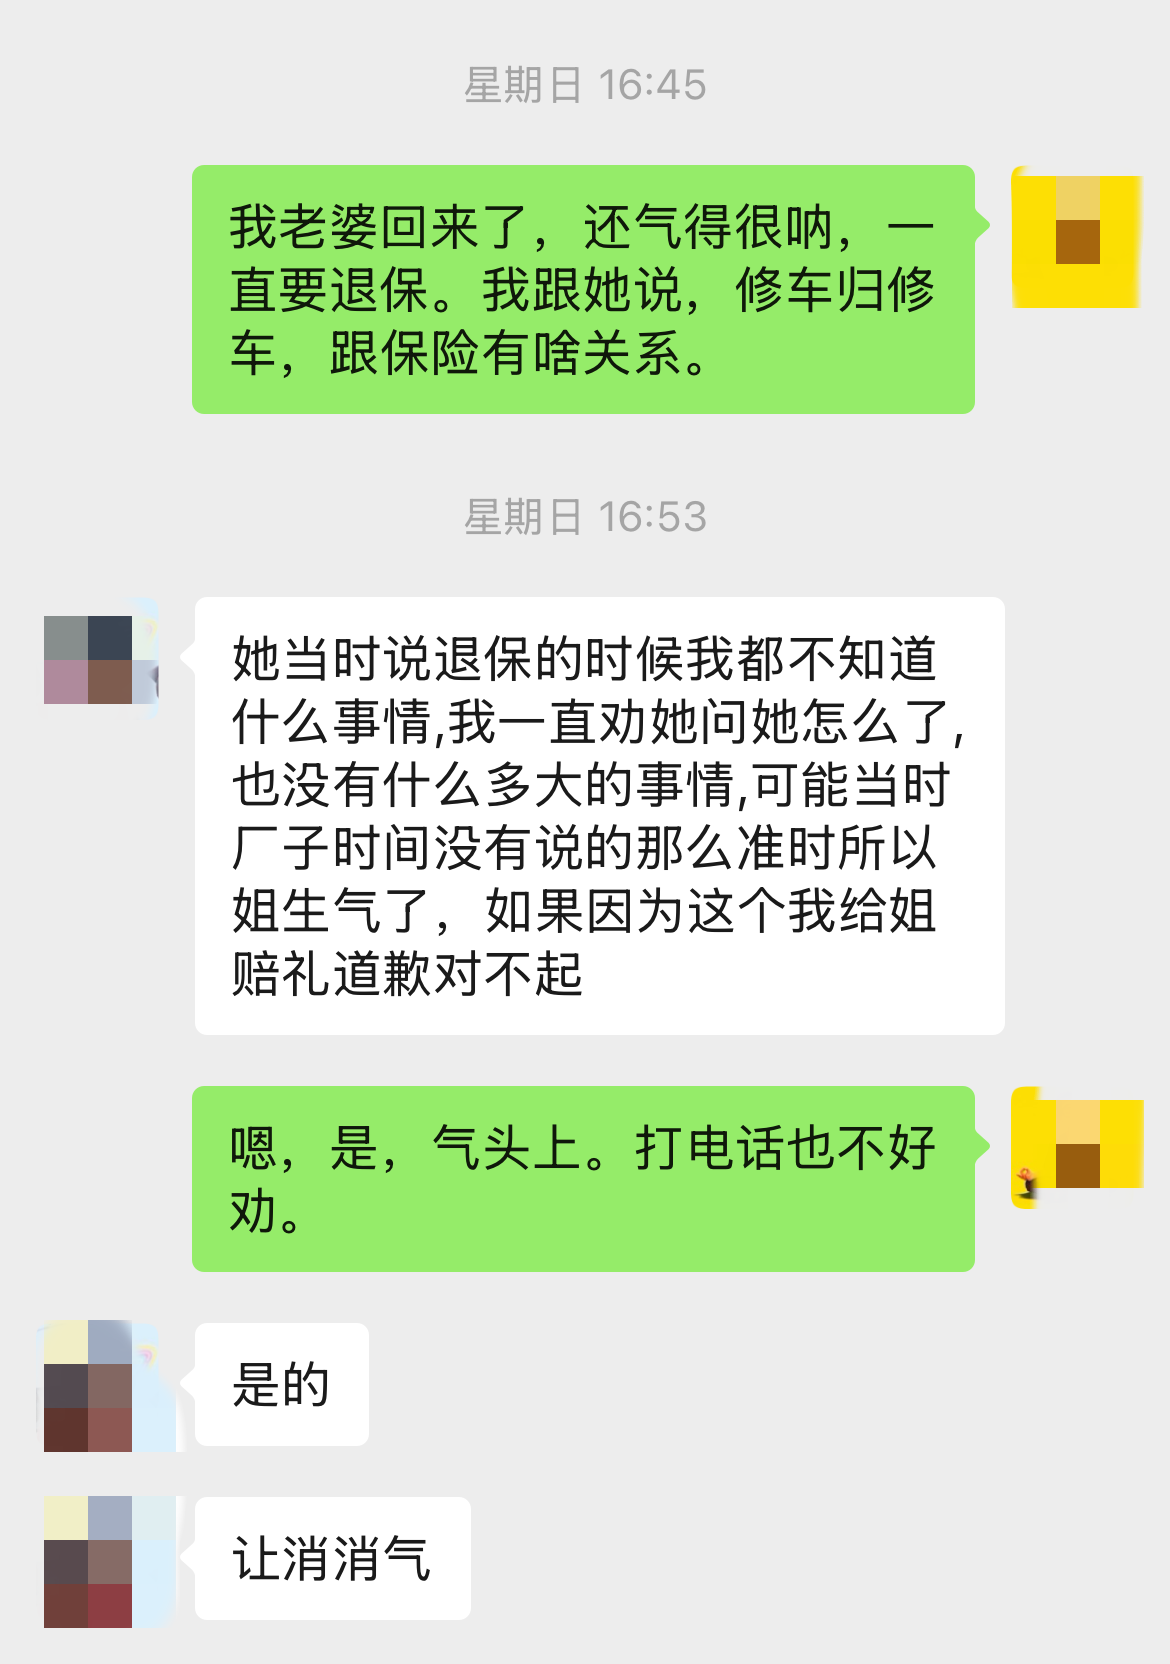 星期日 16:45
我老婆回来了，还气得很呐，一
直要退保。我跟她说，修车归修
车，跟保险有啥关系。
星期日 16:53
她当时说退保的时候我都不知道
什么事情,我一直劝她问她怎么了,
也没有什么多大的事情,可能当时
厂子时间没有说的那么准时所以
姐生气了，如果因为这个我给姐
赔礼道歉对不起
嗯，是，气头上。打电话也不好
劝。
是的
让消消气